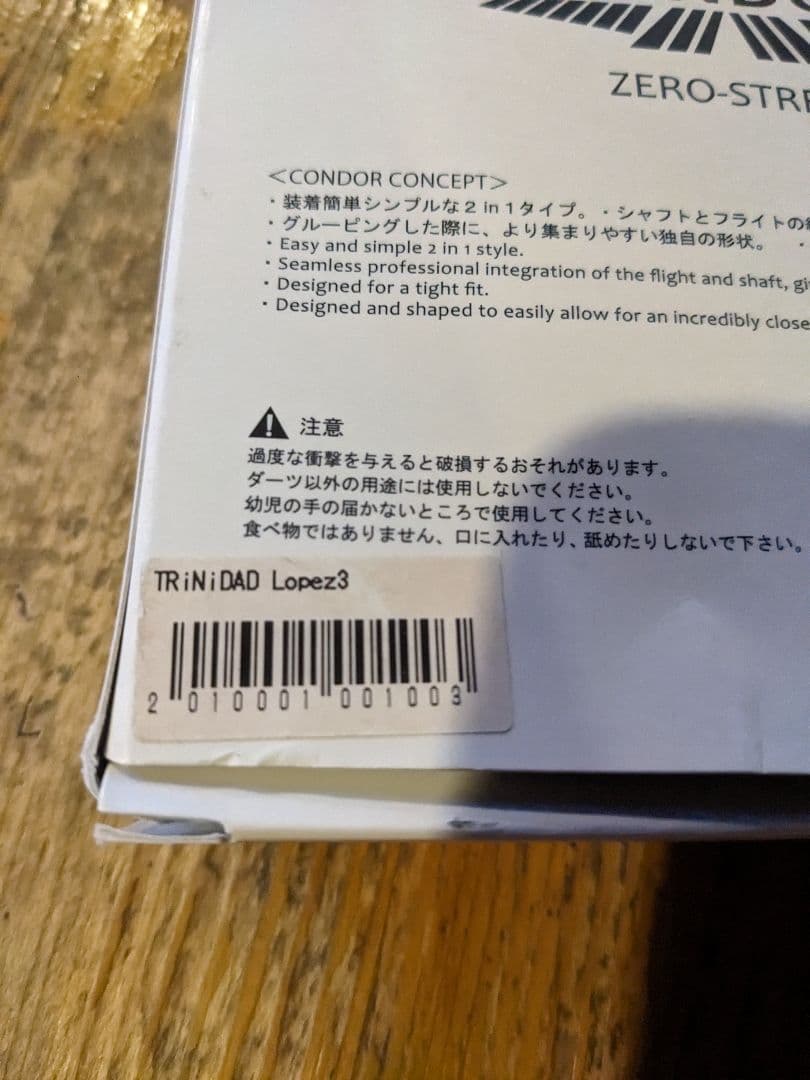 ZERO-STR
<CONDOR CONCEPT>
・装着簡単シンプルな2 in 1タイプ。・シャフトとフライトの
・グルーピングした際に、より集まりやすい独自の形状。 ・
・Easy and simple 2 in 1 style.
・Seamless professional integration of the flight and shaft,
・Designed for a tight fit.
・Designed and shaped to easily allow for an incredibly close
注意
過度な衝撃を与えると破損するおそれがあります。
ダーツ以外の用途には使用しないでください。
幼児の手の届かないところで使用してください。
食べ物ではありません、口に入れたり、舐めたりしないで下さい。
TRiNiDAD Lopez3
2 010001 001003